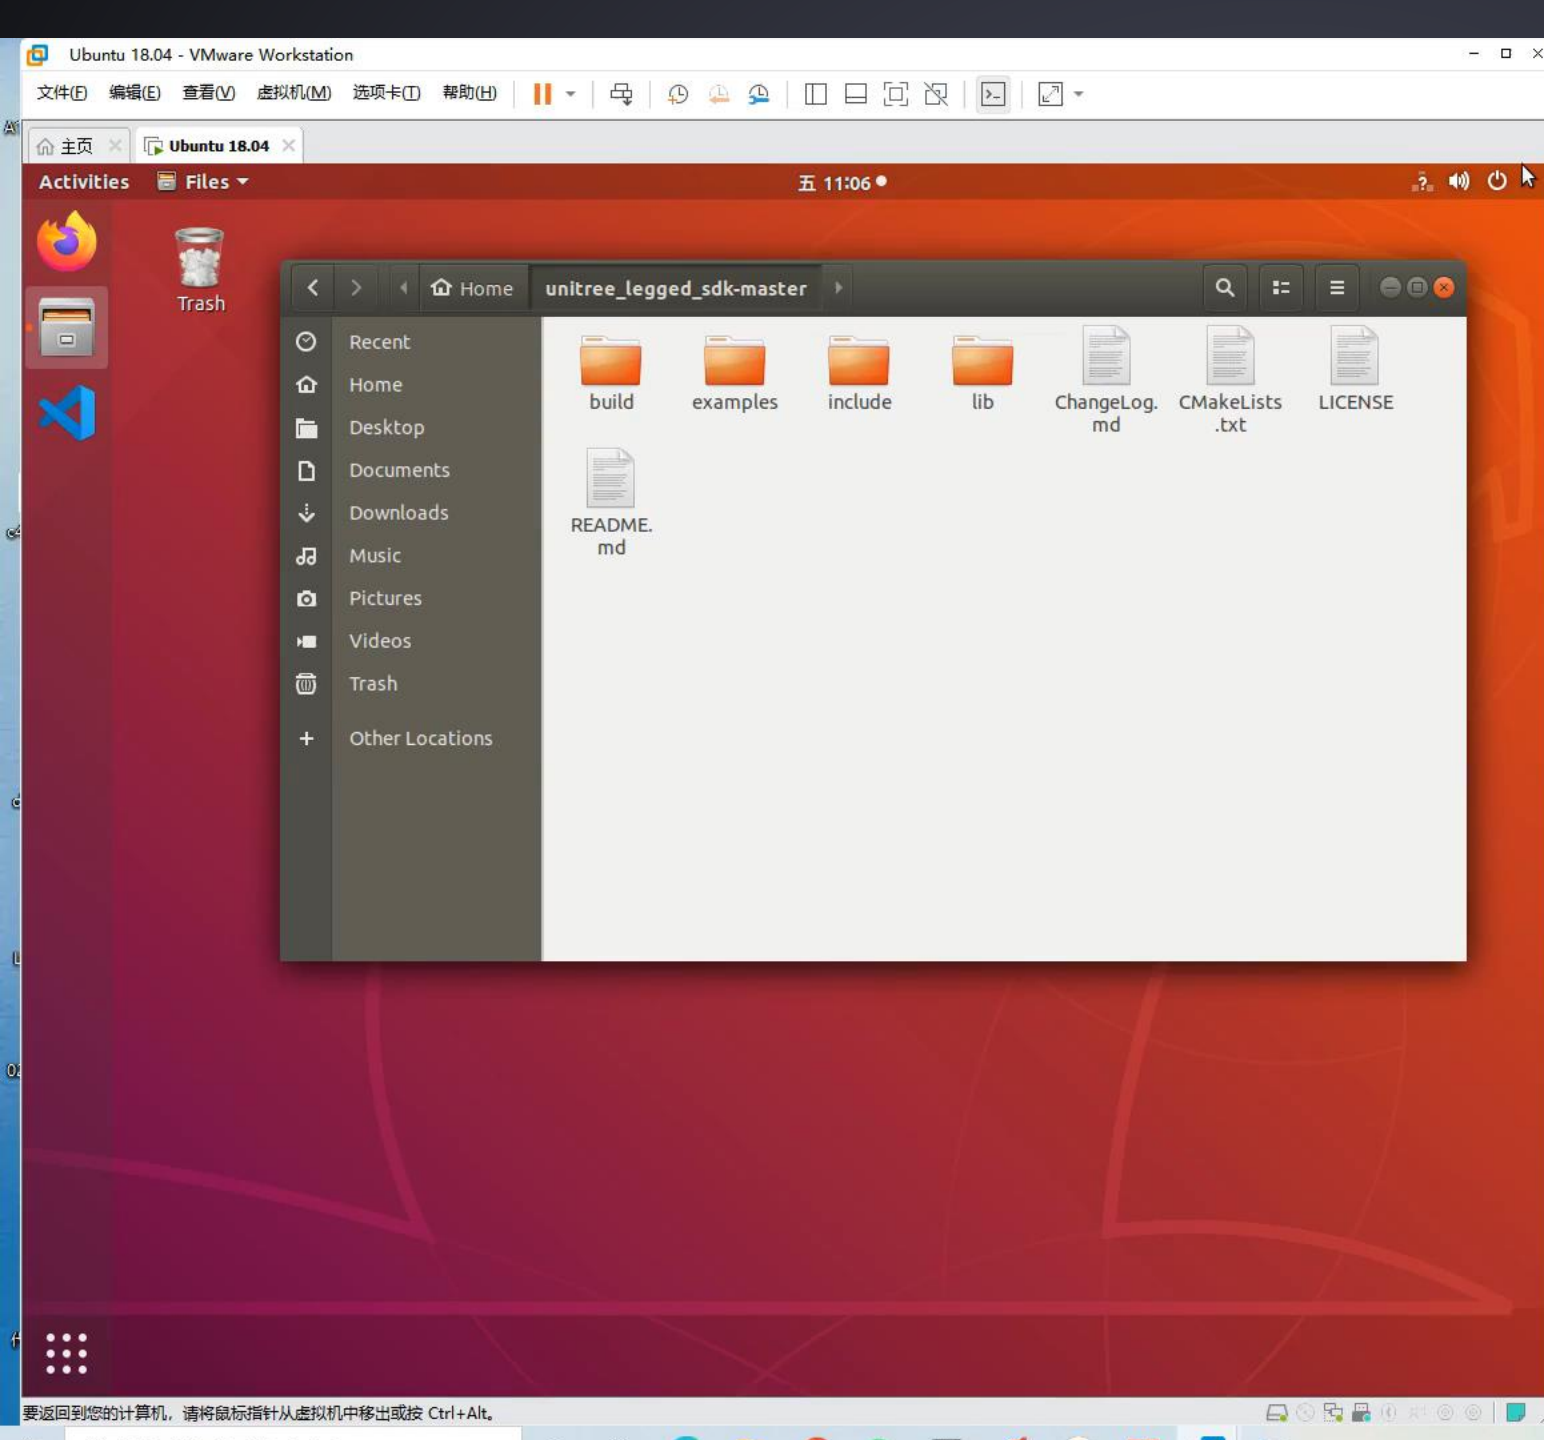 Ubuntu 18.04 - VMware Workstation
文件(F) 编辑(E) 查看(V) 虚拟机(M) 选项卡(T) 帮助(H)
主页 Ubuntu 18.04
Activities Files 五 11:06
Trash
Home unitree_legged_sdk-master
Recent
Home
Desktop
Documents
Downloads
Music
Pictures
Videos
Trash
Other Locations
build examples include lib ChangeLog. CMakeLists LICENSE
md .txt
README.
md
要返回到您的计算机，请将鼠标指针从虚拟机中移出或按 Ctrl+Alt。